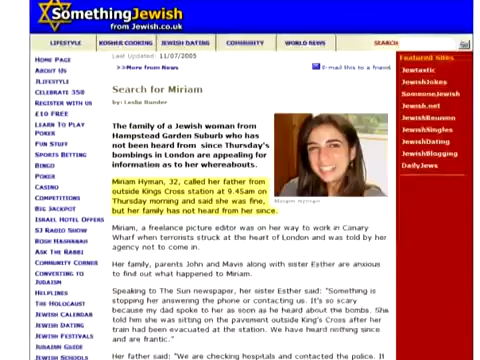 SomethingJewish
from Jewish.co.uk
LIFESTYLE
KOSHER COOKING
JEWISH DATING
COMMUNITY
WORLD NEWS
SEARCH
HOME PAGE
ABOUT US
JLIFESTYLE
CELEBRATE 350
REGISTER WITH US
£10 FREE
LEARN TO PLAY
POKER
FUN STUFF
SPORTS BETTING
BINGO
POKER
CASINO
COMPETITIONS
BIG JACKPOT
ISRAEL HOTEL OFFERS
SJ RADIO SHOW
ROSH HASHANAH
ASK THE RABBI
COMMUNITY CORNER
CONVERTING TO
JUDAISM
HELPLINES
THE HOLOCAUST
JEWISH CALENDAR
JEWISH DATING
JEWISH FESTIVALS
JUDAISM GUIDE
JEWISH SCHOOLS
Last Updated: 11/07/2005
>>More from News
E-mail this to a friend
Search for Miriam
by: Leslie Bunder
The family of a Jewish woman from
Hampstead Garden Suburb who has
not been heard from since Thursday's
bombings in London are appealing for
information as to her whereabouts.
Miriam Hyman, 32, called her father from
outside Kings Cross station at 9.45am on
Thursday morning and said she was fine,
but her family has not heard from her since.
Miriam Hyman
Miriam, a freelance picture editor was on her way to work in Canary
Wharf when terrorists struck at the heart of London and was told by her
agency not to come in.
Her family, parents John and Mavis along with sister Esther are anxious
to find out what happened to Miriam.
Speaking to The Sun newspaper, her sister Esther said: "Something is
stopping her answering the phone or contacting us. It's so scary
because my dad spoke to her as soon as he heard about the bombs. She
told him she was sitting on the pavement outside King's Cross after her
train had been evacuated at the station. We have heard nothing since
and are frantic."
Her father said: "We are checking hospitals and contacted the police. It
Featured Sites
Jewtastic
JewishJokes
SomeoneJewish
Jewish.net
JewishReunion
JewishSingles
JewishDating
JewishBlogging
DailyJews